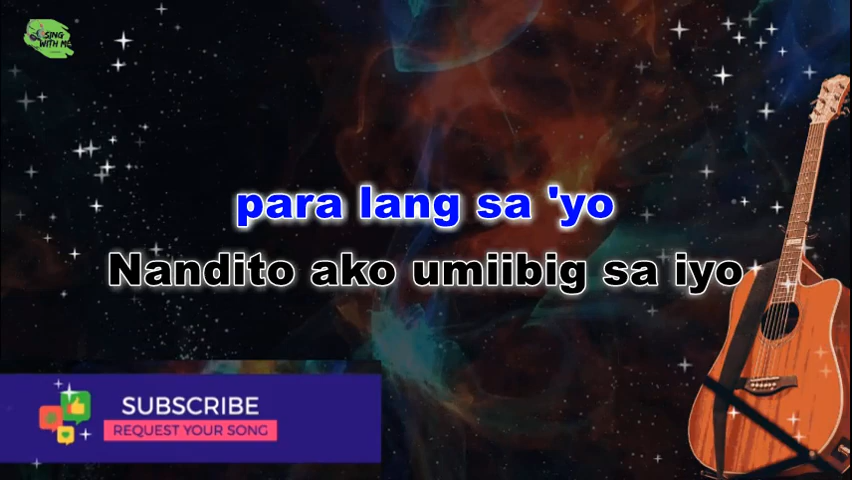 SING
WITH ME
para lang sa 'yo
Nandito ako umiibig sa iyo
SUBSCRIBE
REQUEST YOUR SONG